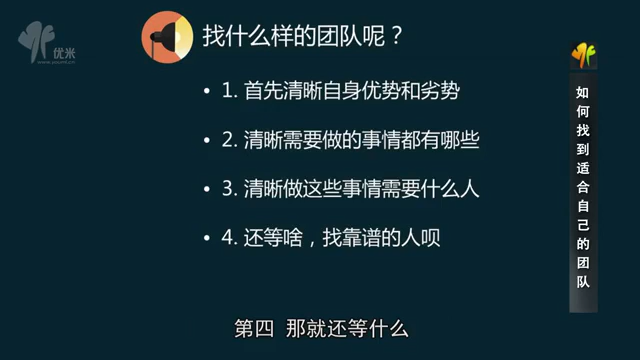 优米
www.youmi.cn
找什么样的团队呢？
• 1. 首先清晰自身优势和劣势
• 2. 清晰需要做的事情都有哪些
• 3. 清晰做这些事情需要什么人
• 4. 还等啥，找靠谱的人呗
如何找到适合自己的团队
第四 那就还等什么